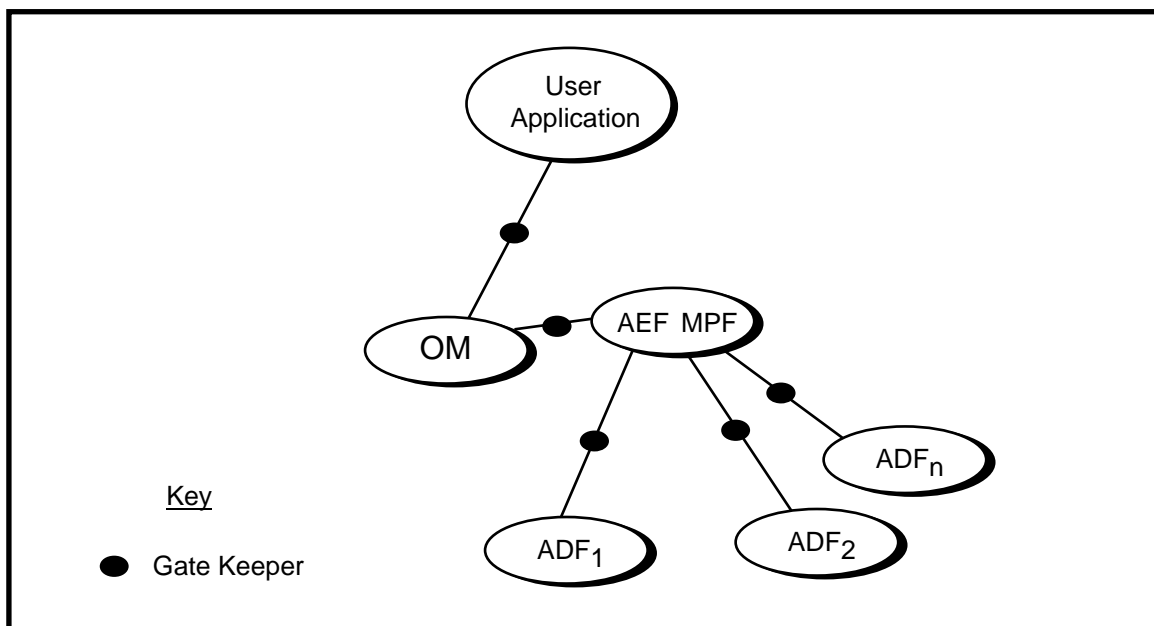 User
Application
OM
AEF MPF
ADFn
ADF2
ADF1
Key
Gate Keeper